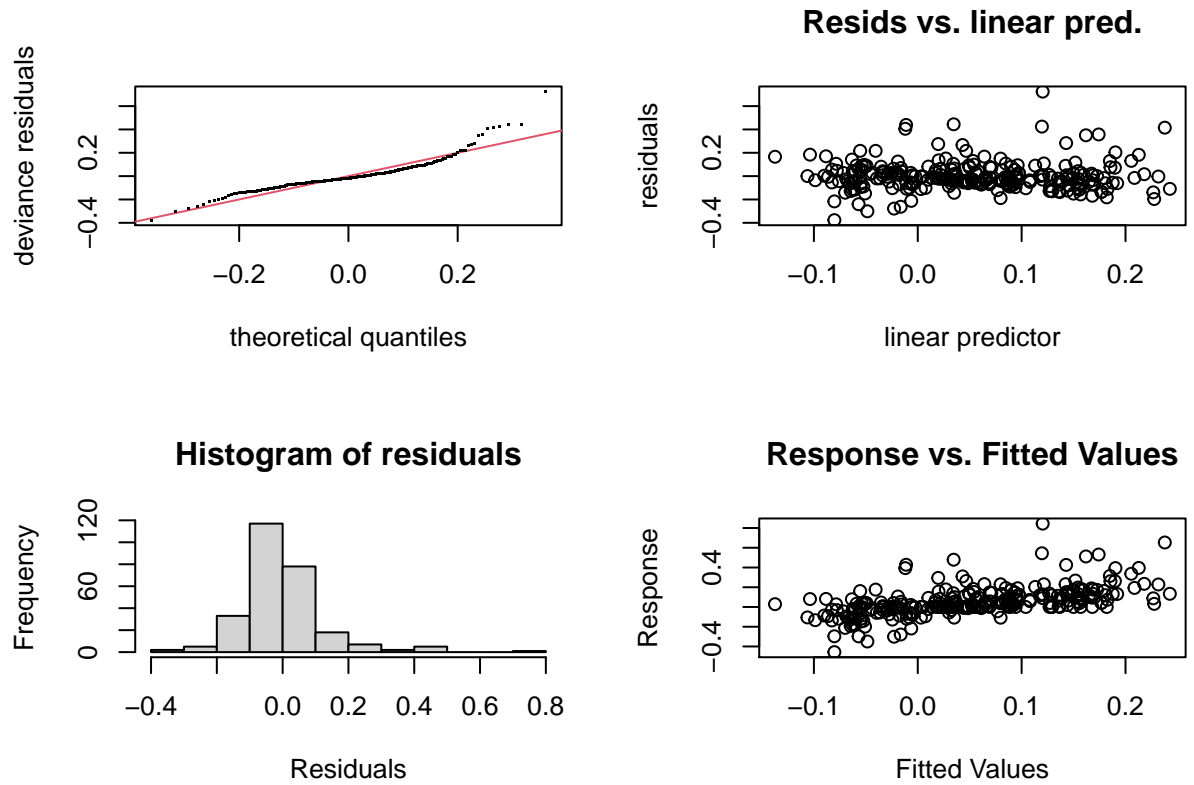 deviance residuals
−0.4 0.2
−0.2 0.0 0.2
theoretical quantiles
Resids vs. linear pred.
residuals
−0.4 0.2
−0.1 0.0 0.1 0.2
linear predictor
Histogram of residuals
Frequency
0 60 120
−0.4 0.0 0.2 0.4 0.6 0.8
Residuals
Response vs. Fitted Values
Response
−0.4 0.4
−0.1 0.0 0.1 0.2
Fitted Values